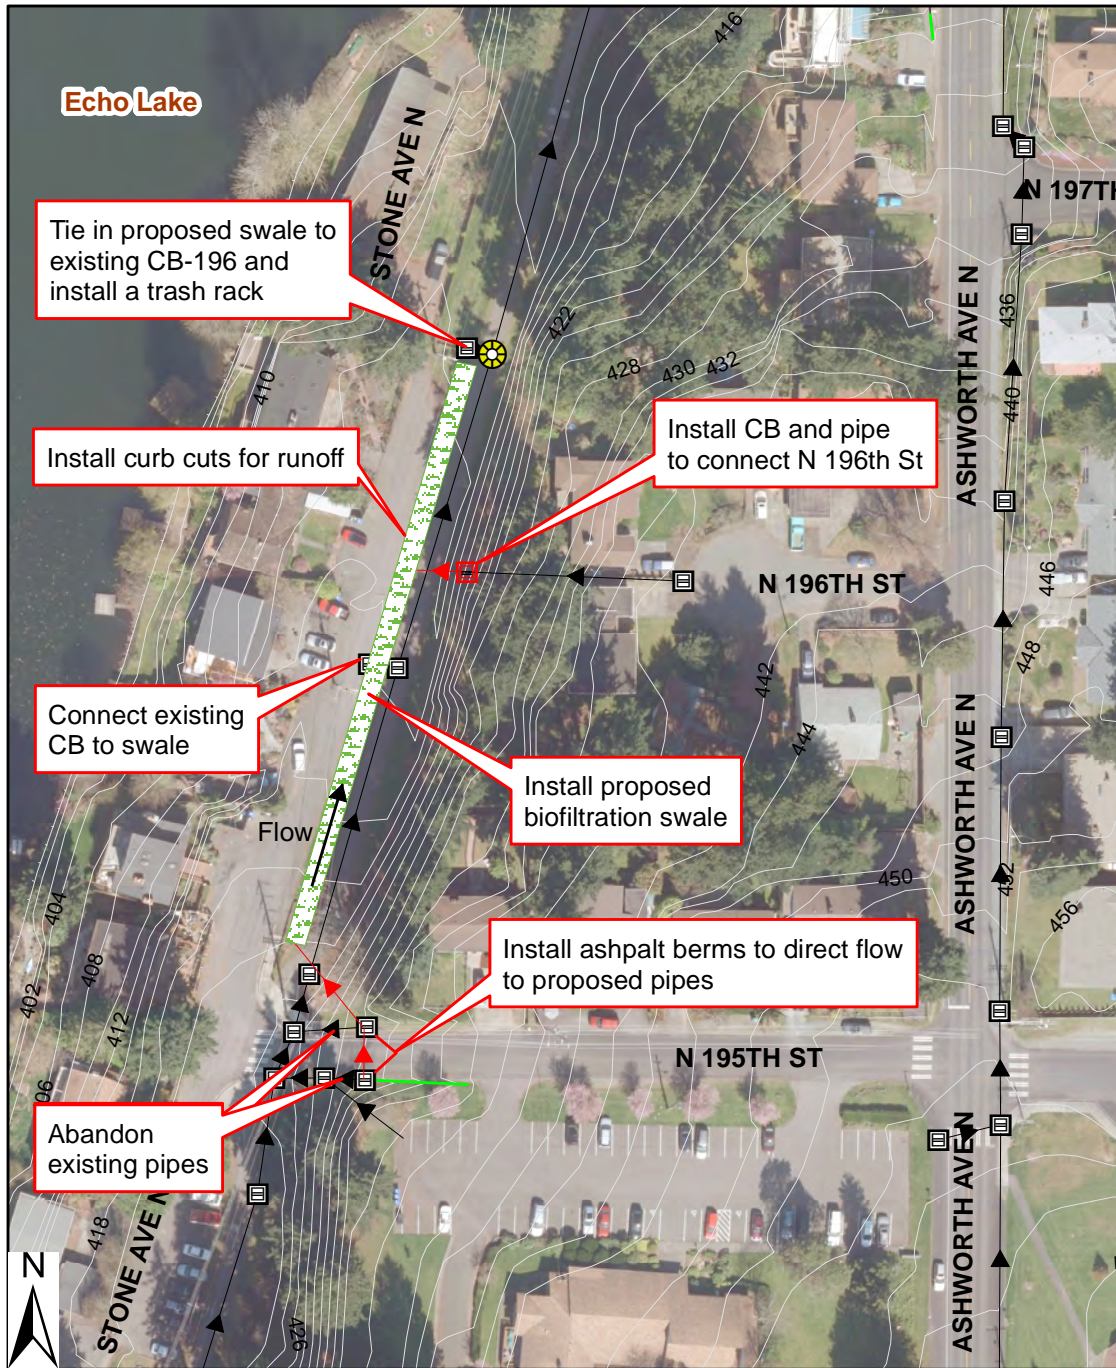 416
Echo Lake
STONE AVE N
N 197TH
Tie in proposed swale to
existing CB-196 and
install a trash rack
422
436
ASHWORTH AVE N
428
430
432
410
440
Install CB and pipe
to connect N 196th St
Install curb cuts for runoff
N 196TH ST
446
448
442
444
Connect existing
CB to swale
Install proposed
biofiltration swale
ASHWORTH AVE N
Flow
450
452
456
404
408
402
412
Install ashpalt berms to direct flow
to proposed pipes
N 195TH ST
06
Abandon
existing pipes
ASHWORTH AVE N
STONE AVE N
418
426
N